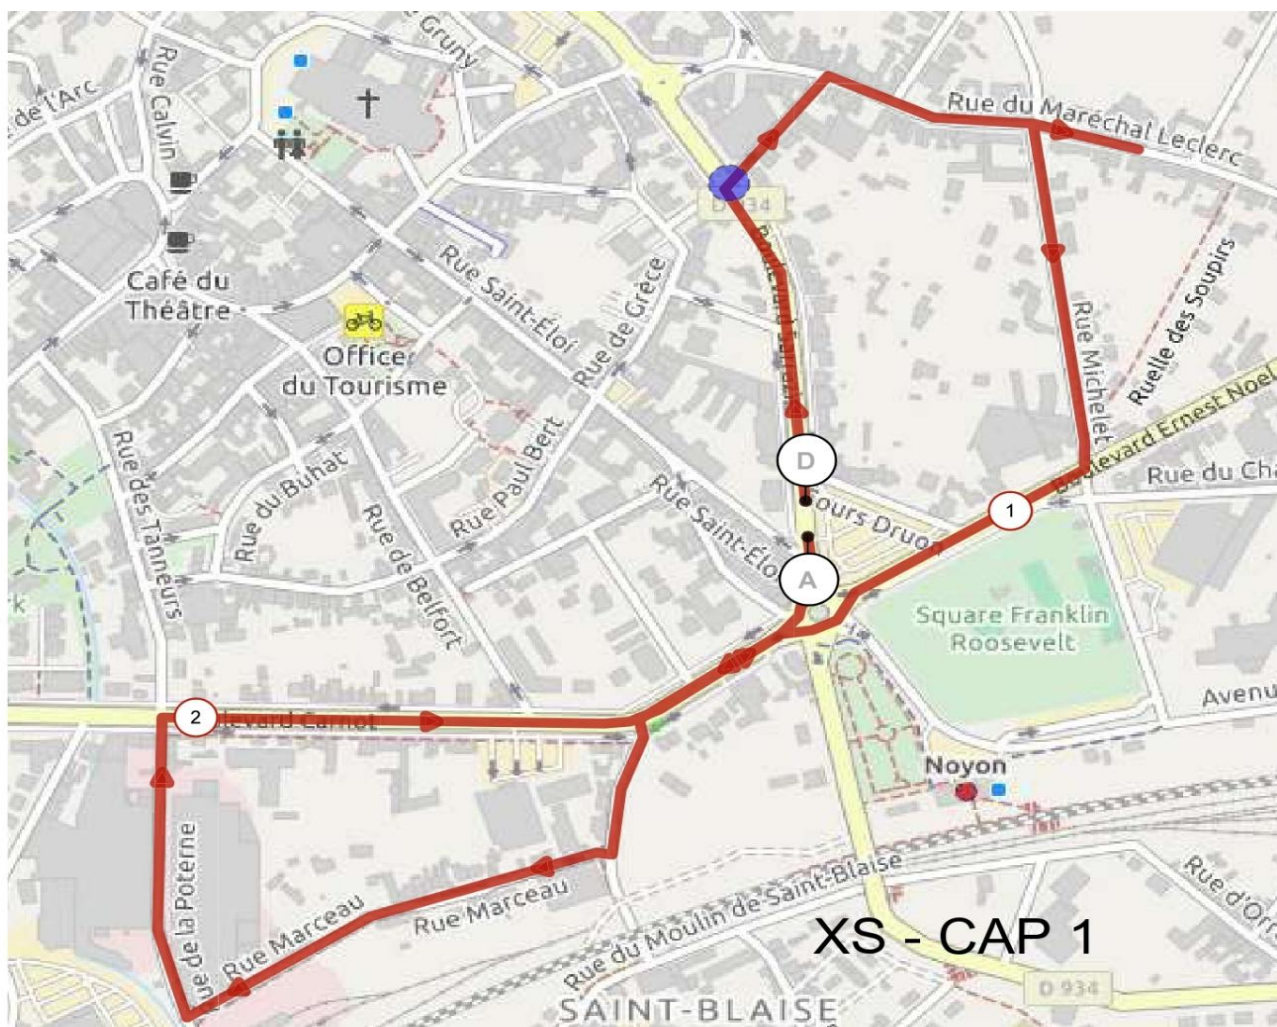 Gruny
de l'Arc
Rue Calvin
Rue du Maréchal Leclerc
D 934
Café du
Théâtre
Rue Saint-Éloi
Rue de Grèce
Ruelle des Soupirs
Office
du Tourisme
Rue Michelet
Boulevard Ernest Noel
Rue des Tanneurs
Rue du Buhat
Rue Paul Bert
D
Rue du Cha
Rue Saint-Éloi
Cours Druon
1
Rue de Belfort
A
Square Franklin
Roosevelt
2
levard Carnot
Avenu
Noyon
Rue de la Poterne
Rue Marceau
Rue Marceau
Rue du Moulin de Saint-Blaise
Rue d'Orr
XS - CAP 1
D 934
SAINT-BLAISE